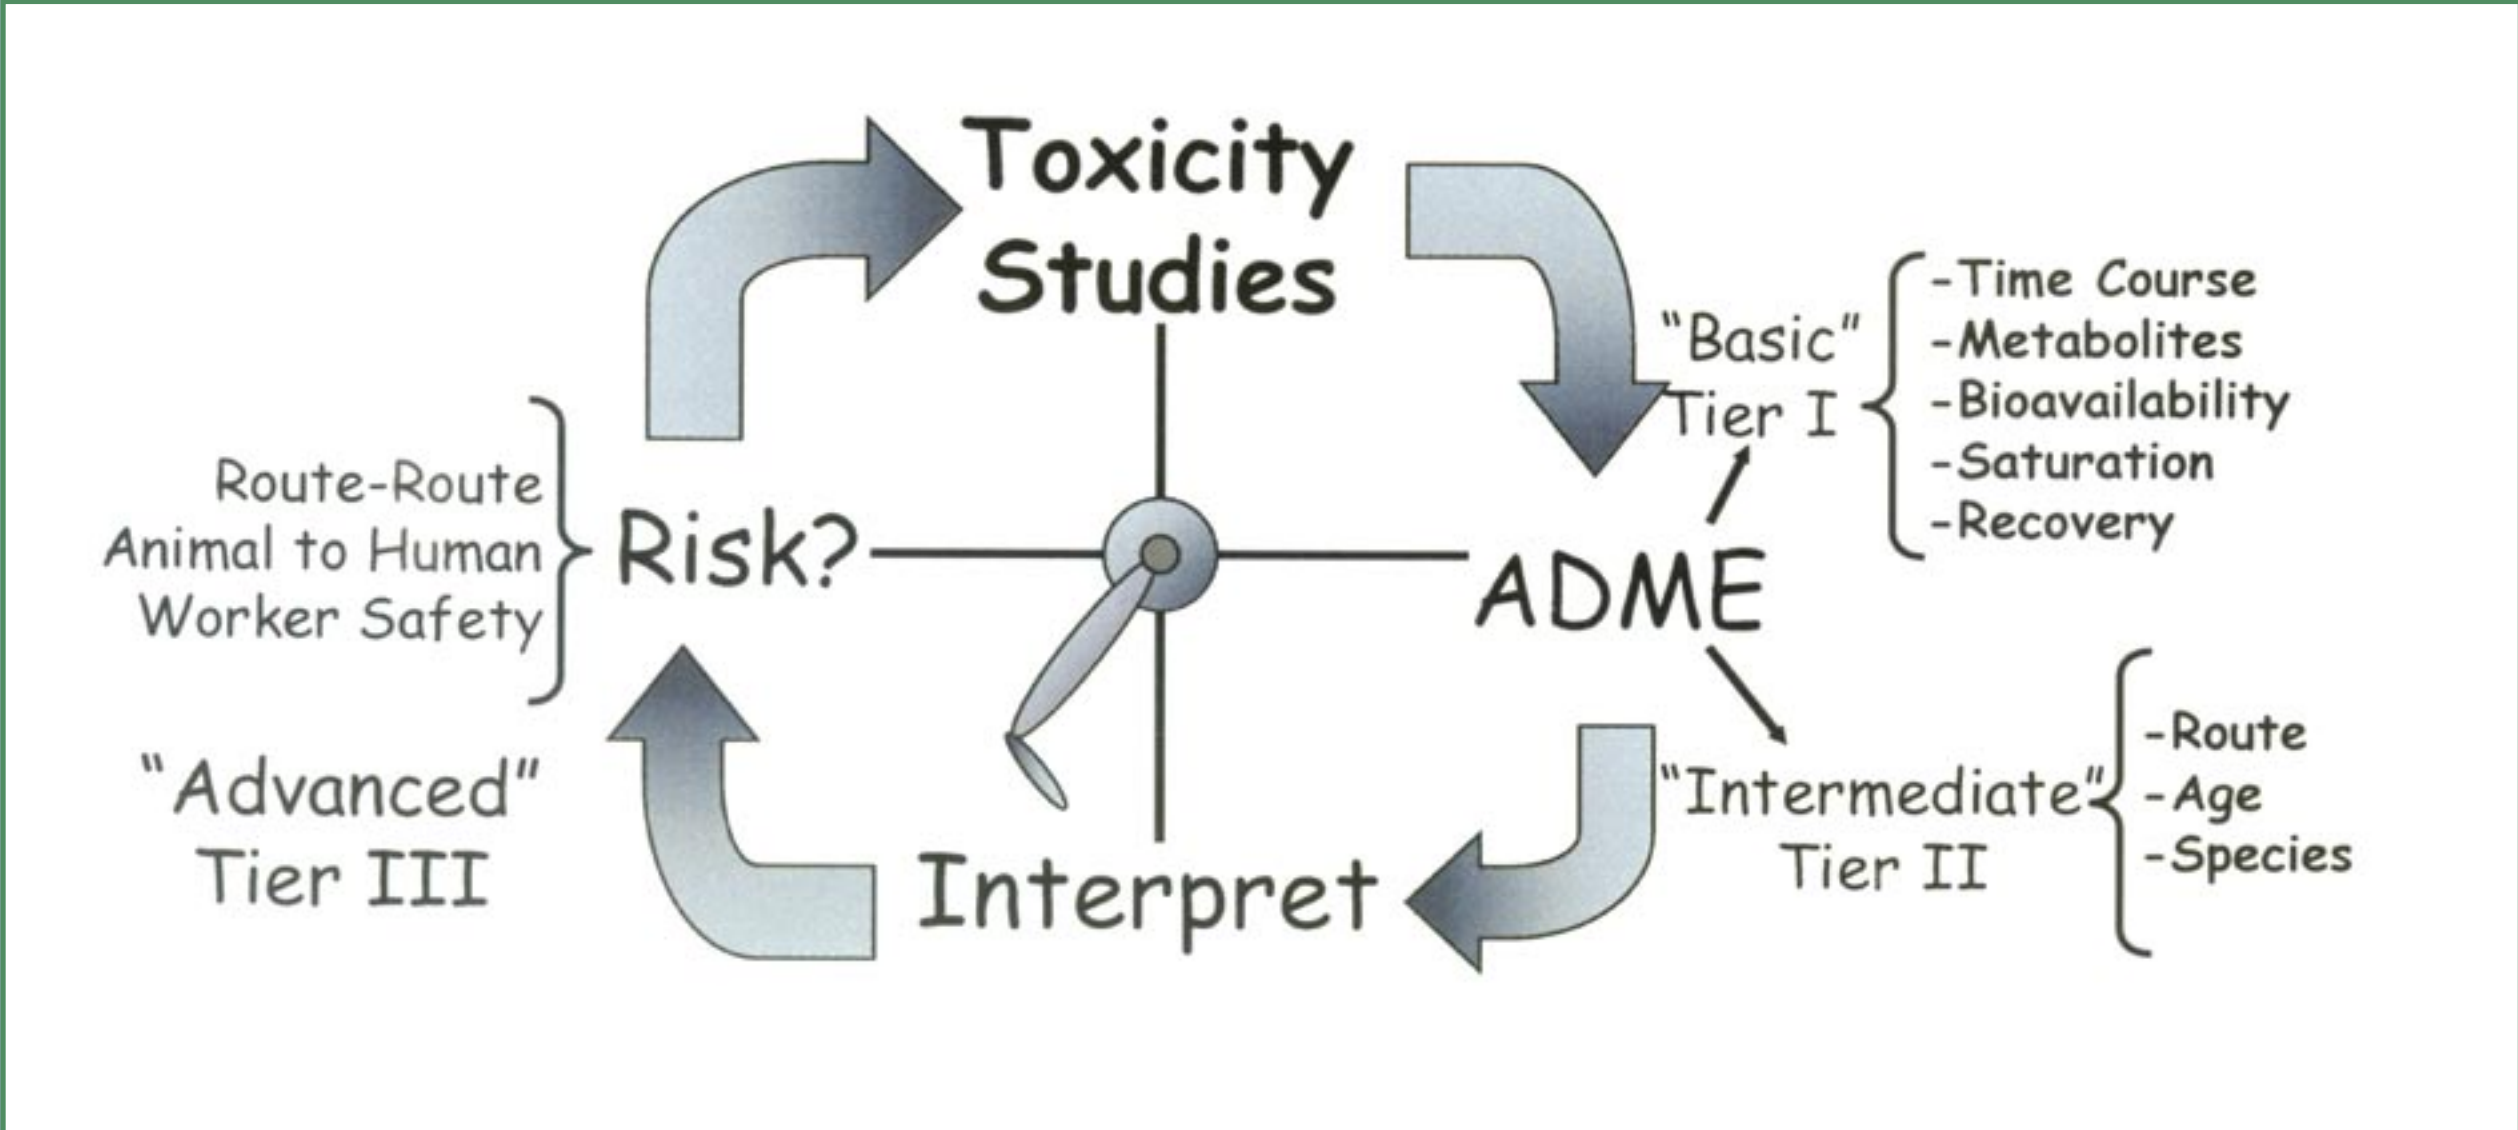 Toxicity
Studies
"Basic"
Tier I
-Time Course
-Metabolites
-Bioavailability
-Saturation
-Recovery
Route-Route
Animal to Human
Worker Safety
Risk?
ADME
"Advanced"
Tier III
Interpret
"Intermediate"
Tier II
-Route
-Age
-Species